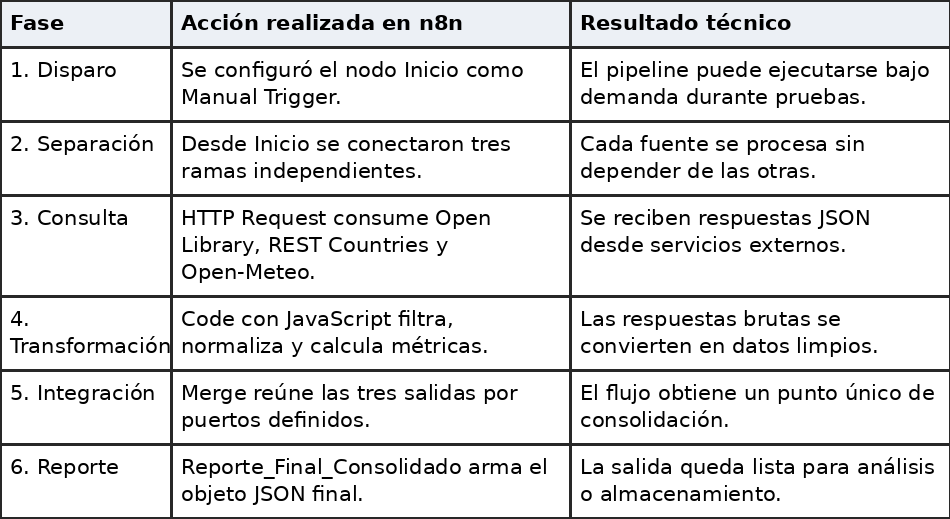 Fase
Acción realizada en n8n
Resultado técnico
1. Disparo
Se configuró el nodo Inicio como
Manual Trigger.
El pipeline puede ejecutarse bajo
demanda durante pruebas.
2. Separación
Desde Inicio se conectaron tres
ramas independientes.
Cada fuente se procesa sin
depender de las otras.
3. Consulta
HTTP Request consume Open
Library, REST Countries y
Open-Meteo.
Se reciben respuestas JSON
desde servicios externos.
4.
Transformación
Code con JavaScript filtra,
normaliza y calcula métricas.
Las respuestas brutas se
convierten en datos limpios.
5. Integración
Merge reúne las tres salidas por
puertos definidos.
El flujo obtiene un punto único de
consolidación.
6. Reporte
Reporte_Final_Consolidado arma el
objeto JSON final.
La salida queda lista para análisis
o almacenamiento.